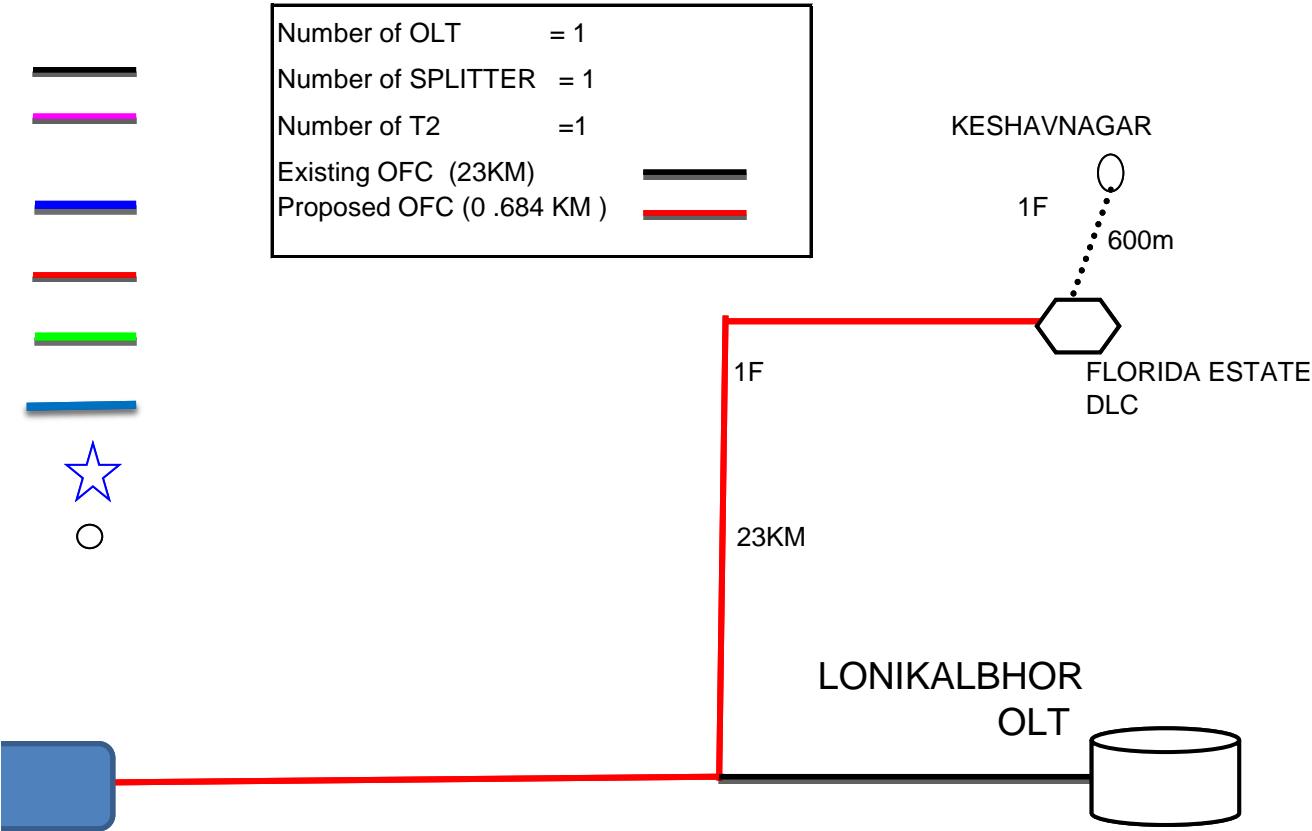 Number of OLT = 1
Number of SPLITTER = 1
Number of T2 =1
Existing OFC (23KM)
Proposed OFC (0 .684 KM )
KESHAVNAGAR
1F
600m
1F
FLORIDA ESTATE
DLC
23KM
LONIKALBHOR
OLT